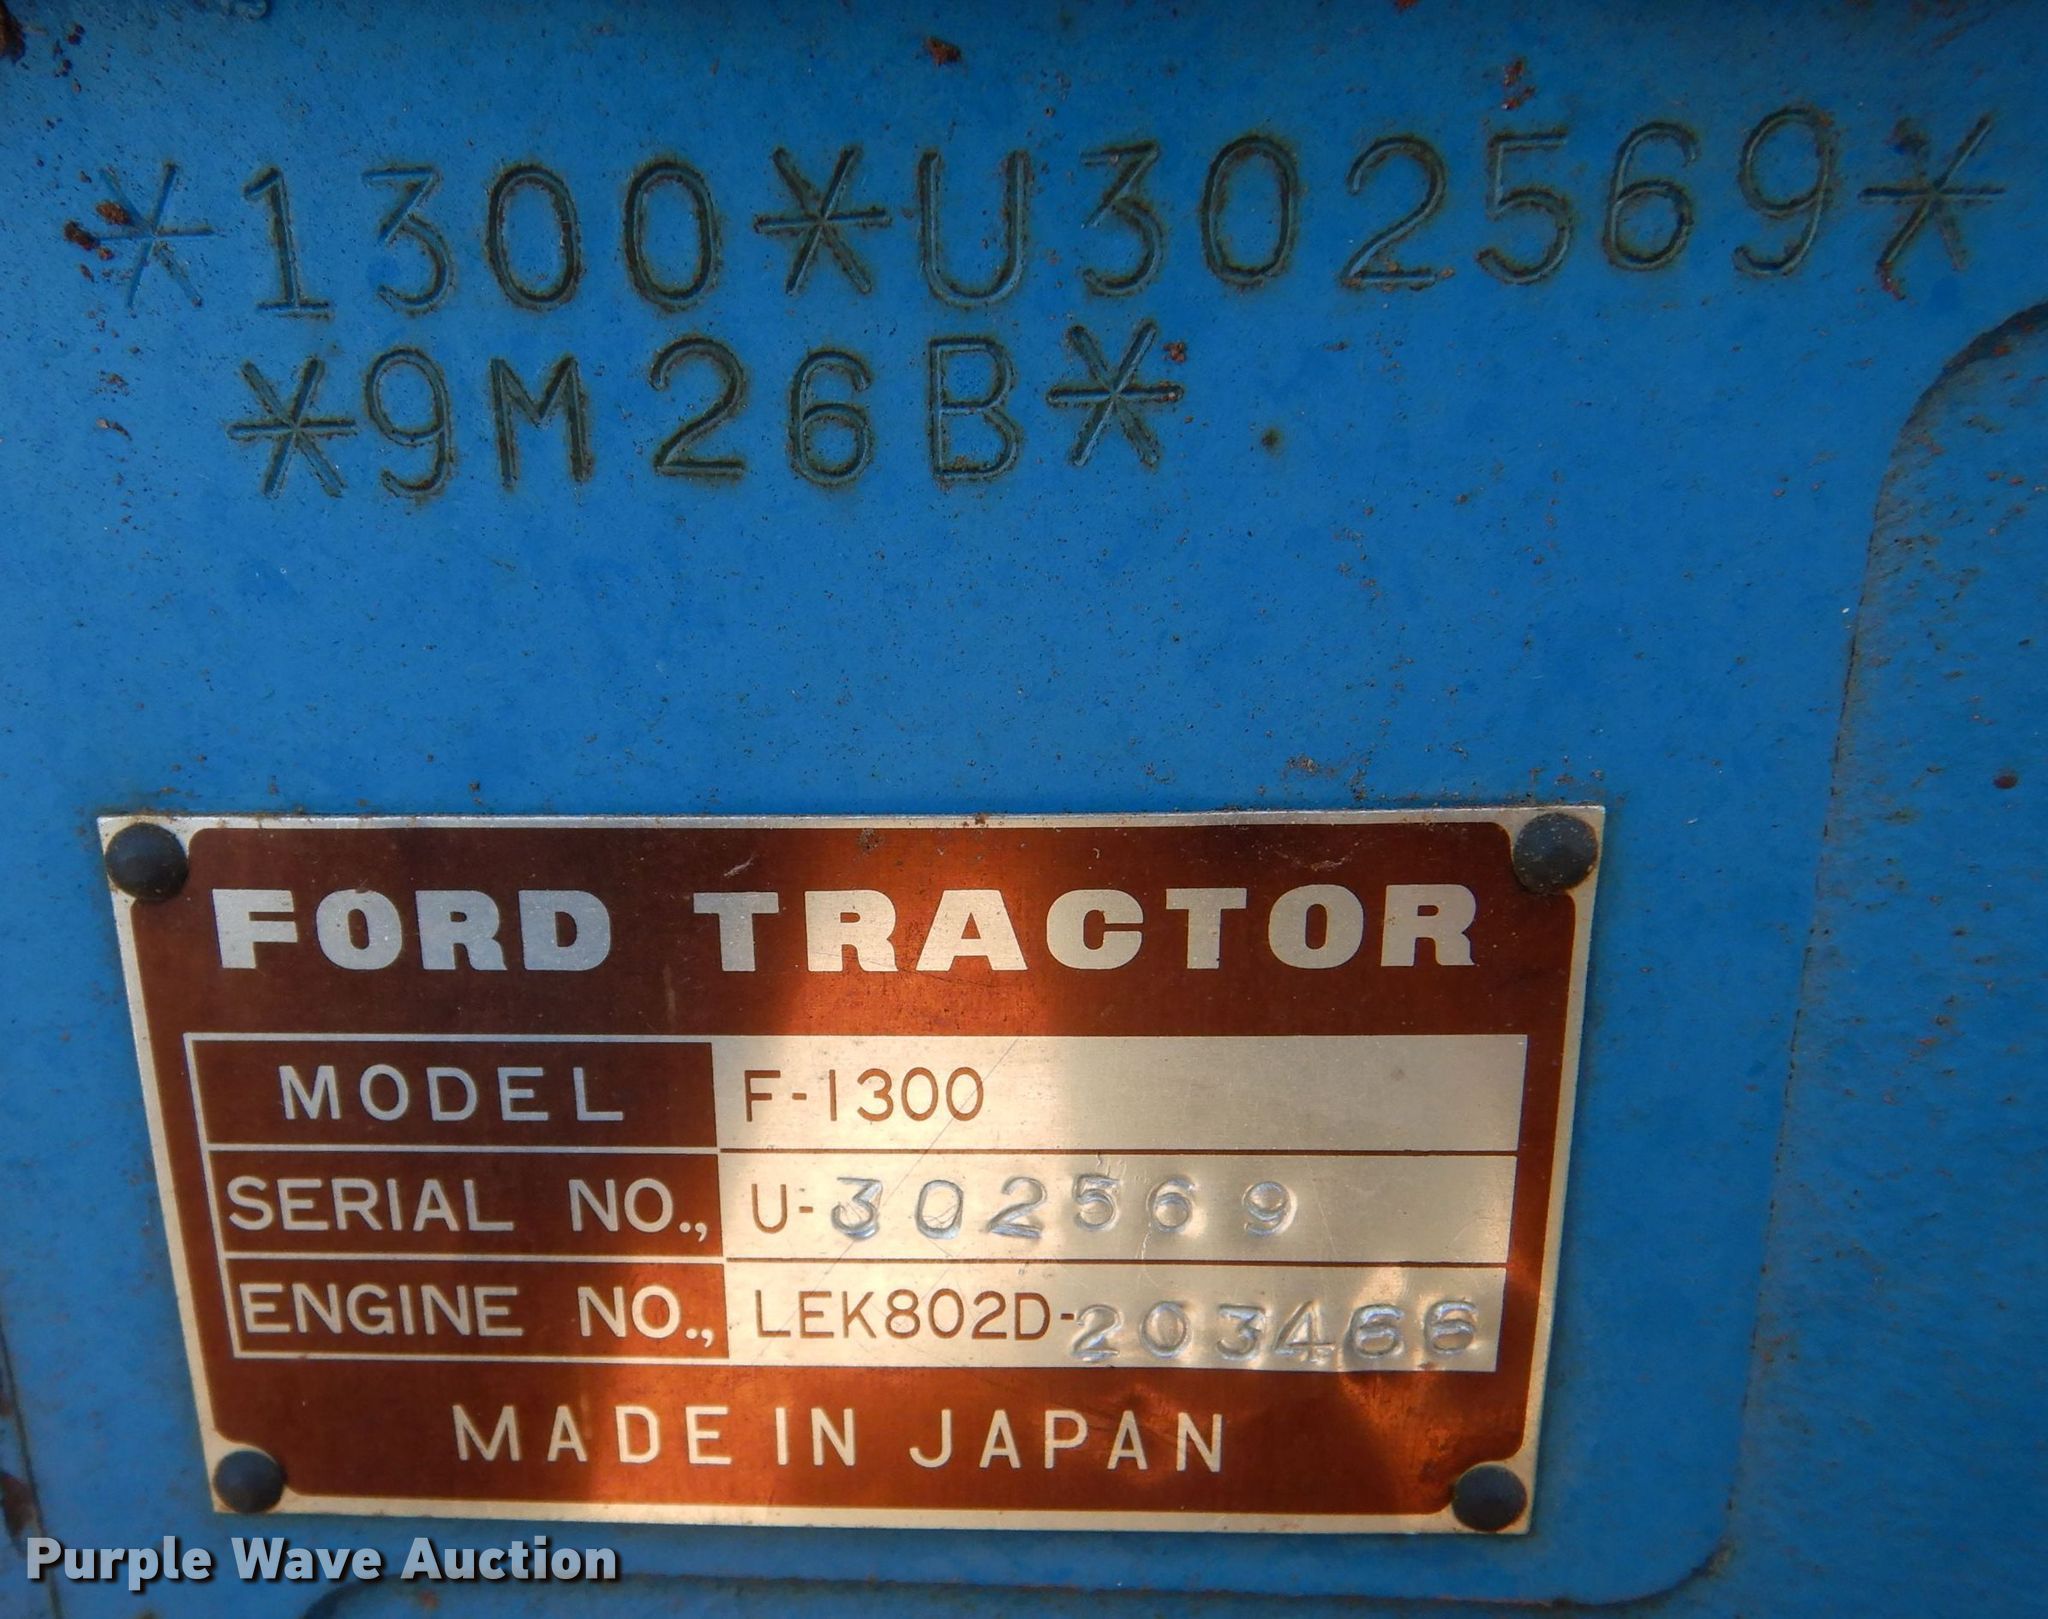 *1300*U302569*
*9M26B*
FORD TRACTOR
MODEL F-1300
SERIAL NO., U-302569
ENGINE NO., LEK802D-203466
MADE IN JAPAN
Purple Wave Auction